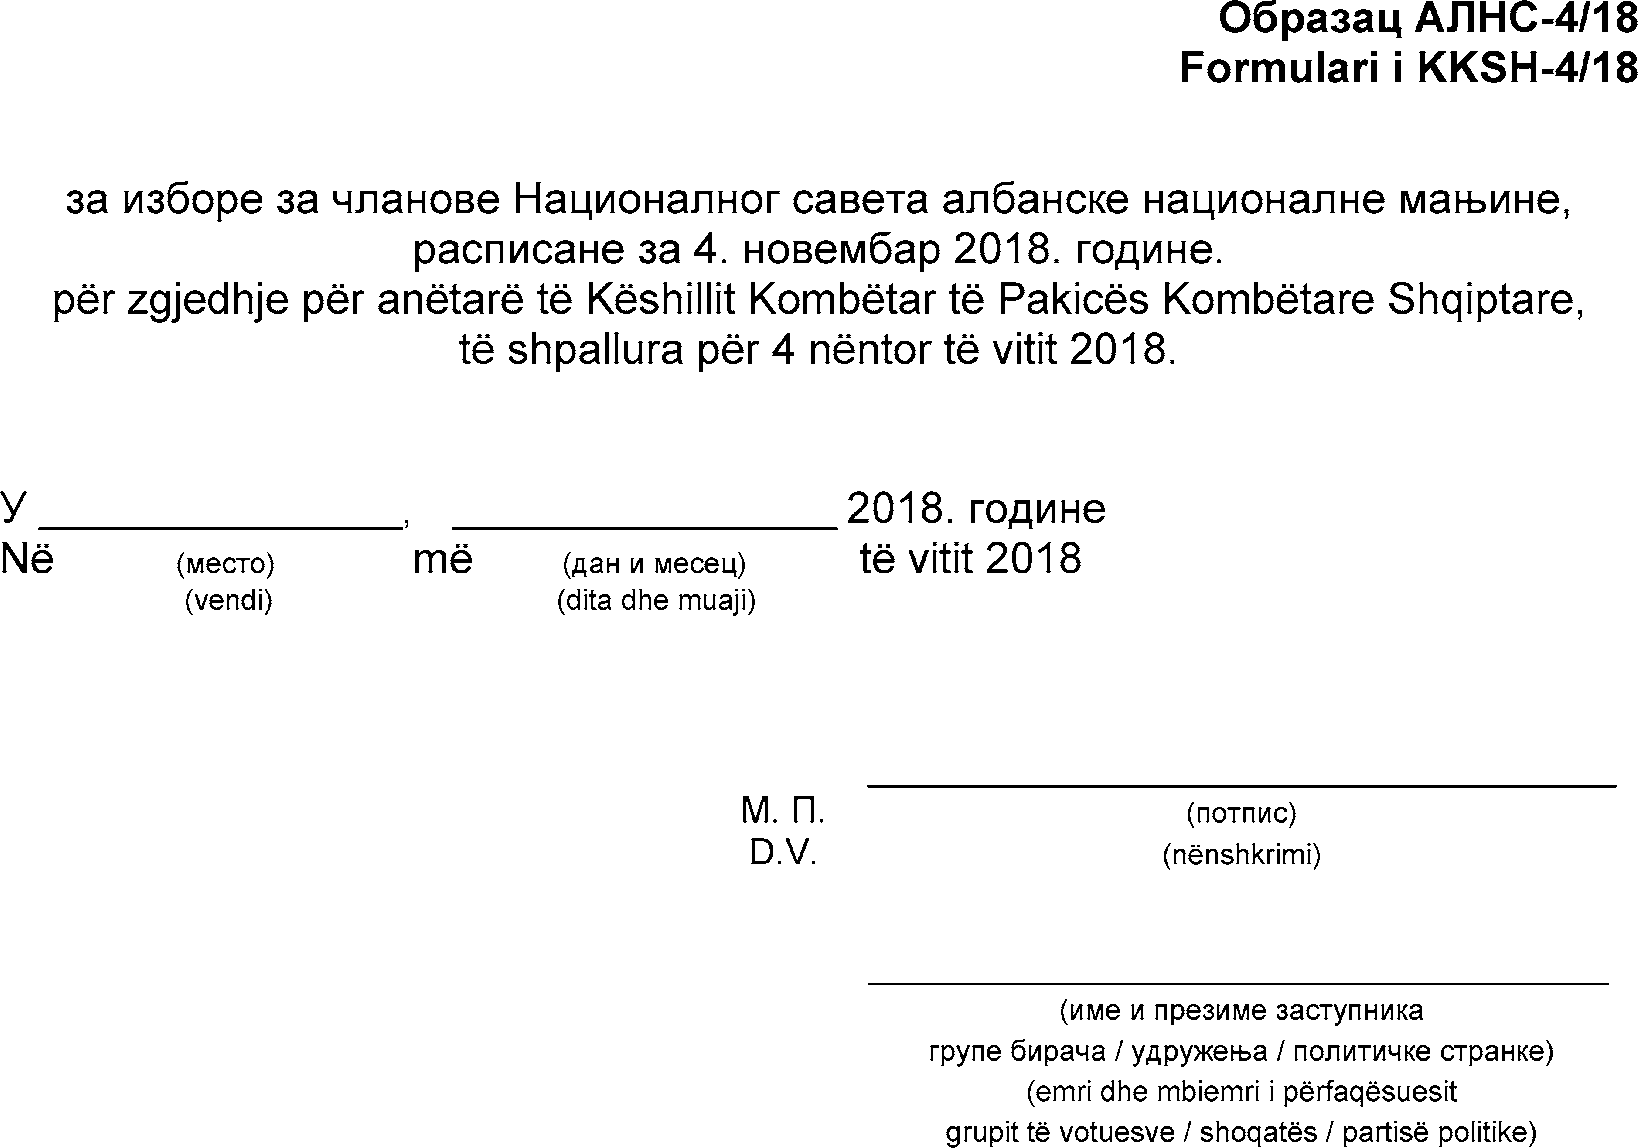 Образац АЛНС-4/18
Formulari i KKSH-4/18
за изборе за чланове Националног савета албанске националне мањине,
расписане за 4. новембар 2018. године.
për zgjedhje për anëtarë të Këshillit Kombëtar të Pakicës Kombëtare Shqiptare,
të shpallura për 4 nëntor të vitit 2018.
У ________________, _________________ 2018. године
Në (место) më (дан и месец) të vitit 2018
(vendi) (dita dhe muaji)
М. П. (потпис)
D.V. (nënshkrimi)
(име и презиме заступника
групе бирача / удружења / политичке странке)
(emri dhe mbiemri i përfaqësuesit
grupit të votuesve / shoqatës / partisë politike)